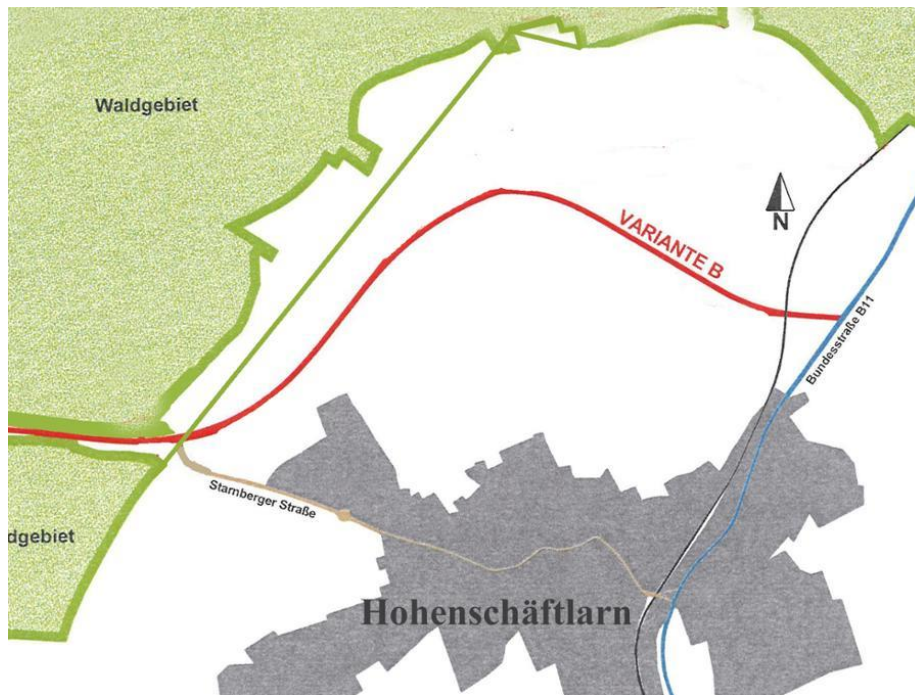 Waldgebiet
VARIANTE B
N
Bundesstraße B11
Starnberger Straße
dgebiet
Hohenschäftlarn